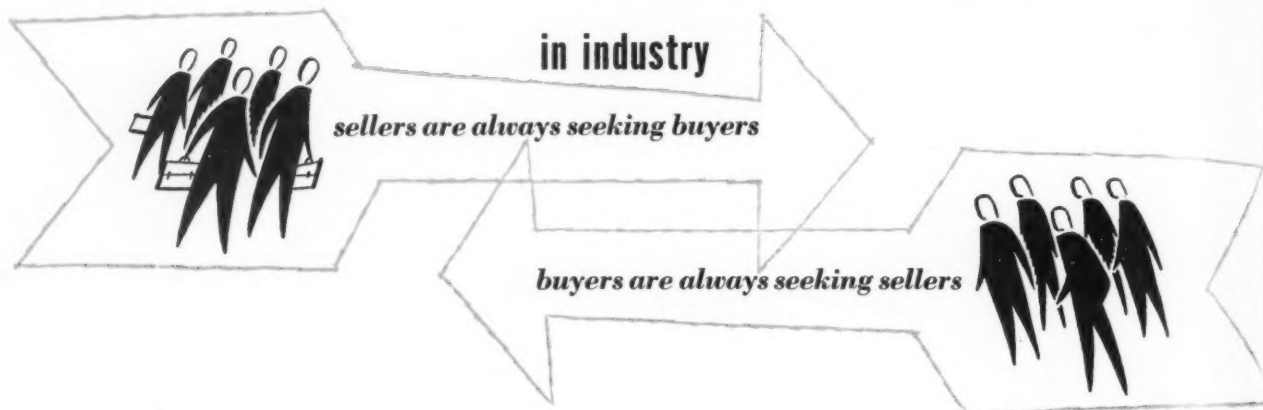 in industry
sellers are always seeking buyers
buyers are always seeking sellers